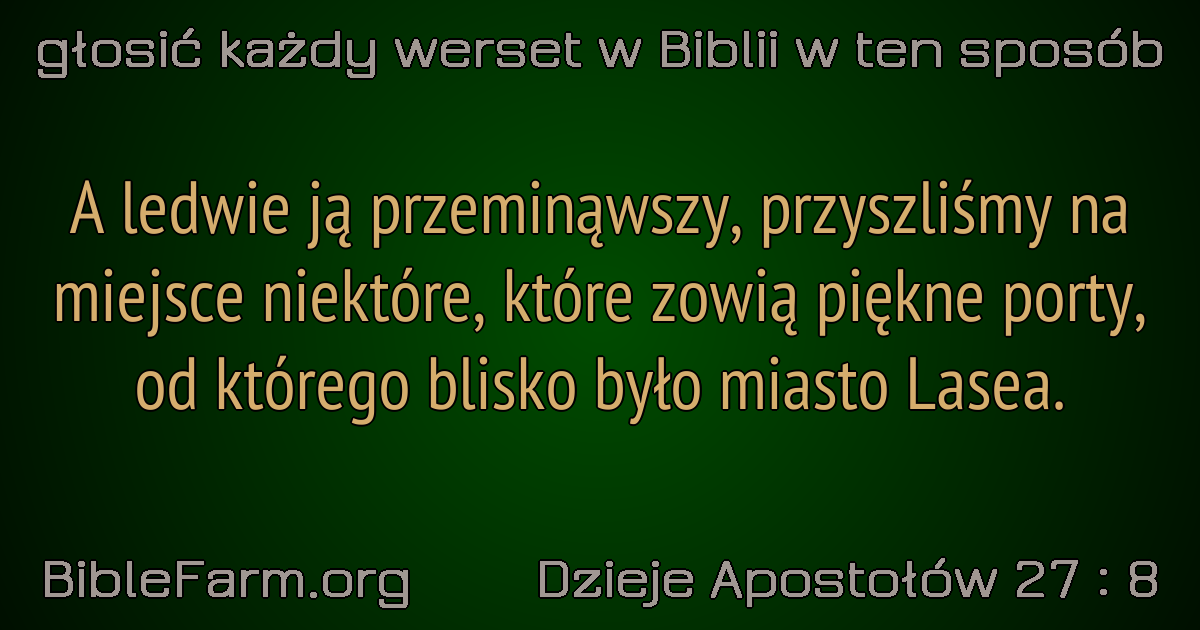 głosić każdy werset w Biblii w ten sposób
A ledwie ją przeminąwszy, przyszliśmy na
miejsce niektóre, które zowią piękne porty,
od którego blisko było miasto Lasea.
BibleFarm.org
Dzieje Apostołów 27 : 8